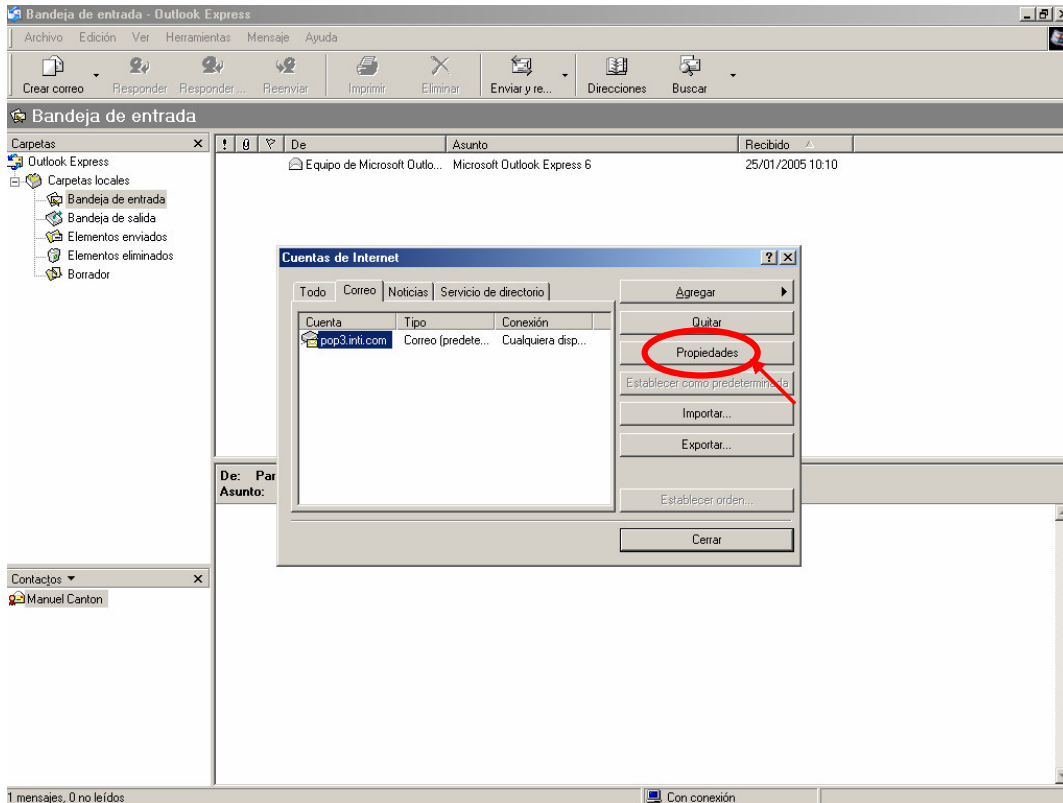 Bandeja de entrada - Outlook Express
Archivo Edición Ver Herramientas Mensaje Ayuda
Crear correo Responder Responder ... Reenviar Imprimir Eliminar Enviar y re... Direcciones Buscar
Bandeja de entrada
Carpetas
Outlook Express
Carpetas locales
Bandeja de entrada
Bandeja de salida
Elementos enviados
Elementos eliminados
Borrador
! De Asunto Recibido
Equipo de Microsoft Outlo... Microsoft Outlook Express 6 25/01/2005 10:10
Cuentas de Internet
Todo Correo Noticias Servicio de directorio
Cuenta Tipo Conexión
pop3.inti.com Correo (predete... Cualquiera disp...
Agregar
Quitar
Propiedades
Establecer como predeterminada
Importar...
Exportar...
Establecer orden...
Cerrar
De: Par
Asunto:
Contactos
Manuel Canton
1 mensajes, 0 no leídos Con conexión